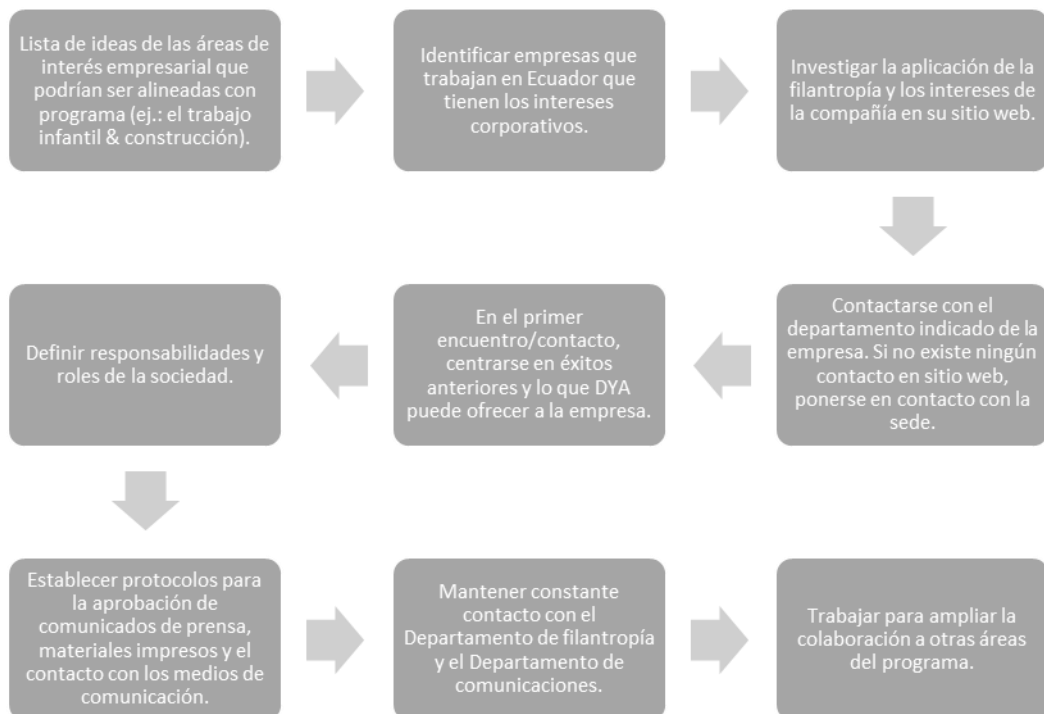 Lista de ideas de las áreas de
interés empresarial que
podrían ser alineadas con
programa (ej.: el trabajo
infantil & construcción).
Identificar empresas que
trabajan en Ecuador que
tienen los intereses
corporativos.
Investigar la aplicación de la
filantropía y los intereses de
la compañía en su sitio web.
Contactarse con el
departamento indicado de la
empresa. Si no existe ningún
contacto en sitio web,
ponerse en contacto con la
sede.
En el primer
encuentro/contacto,
centrarse en éxitos
anteriores y lo que DYA
puede ofrecer a la empresa.
Definir responsabilidades y
roles de la sociedad.
Establecer protocolos para
la aprobación de
comunicados de prensa,
materiales impresos y el
contacto con los medios de
comunicación.
Mantener constante
contacto con el
Departamento de filantropía
y el Departamento de
comunicaciones.
Trabajar para ampliar la
colaboración a otras áreas
del programa.